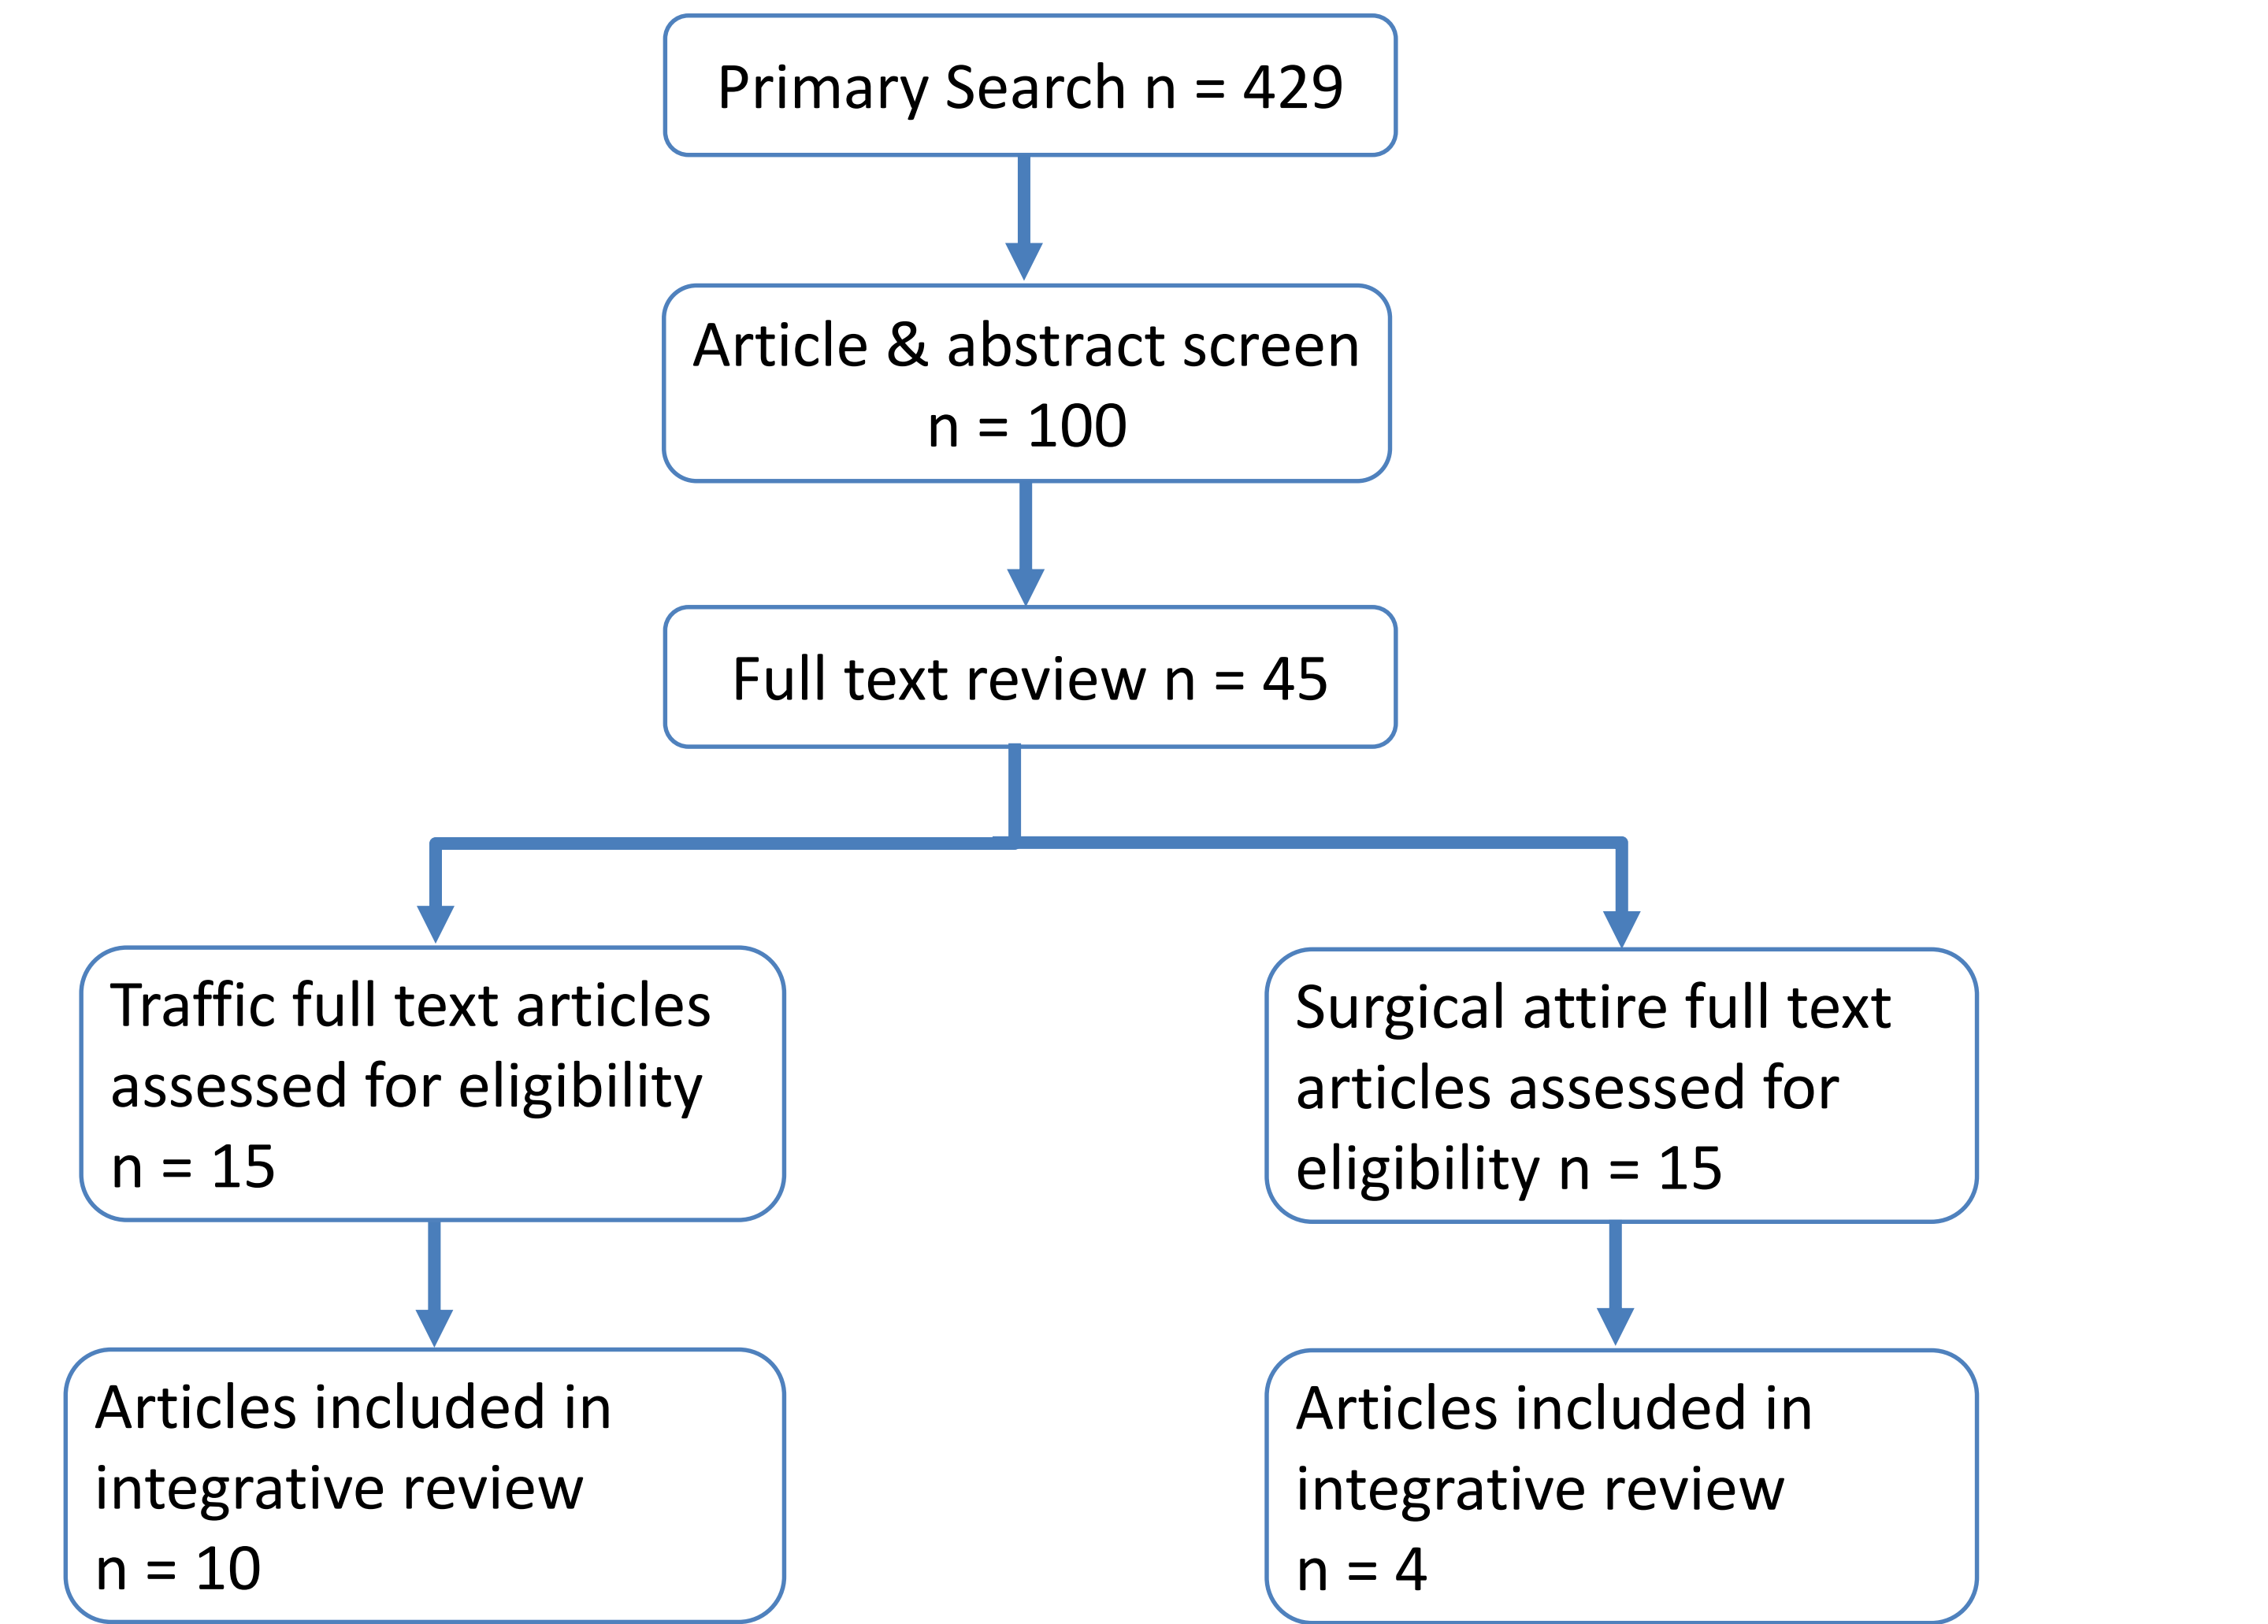 Primary Search n = 429
Article & abstract screen
n = 100
Full text review n = 45
Traffic full text articles
assessed for eligibility
n = 15
Surgical attire full text
articles assessed for
eligibility n = 15
Articles included in
integrative review
n = 10
Articles included in
integrative review
n = 4